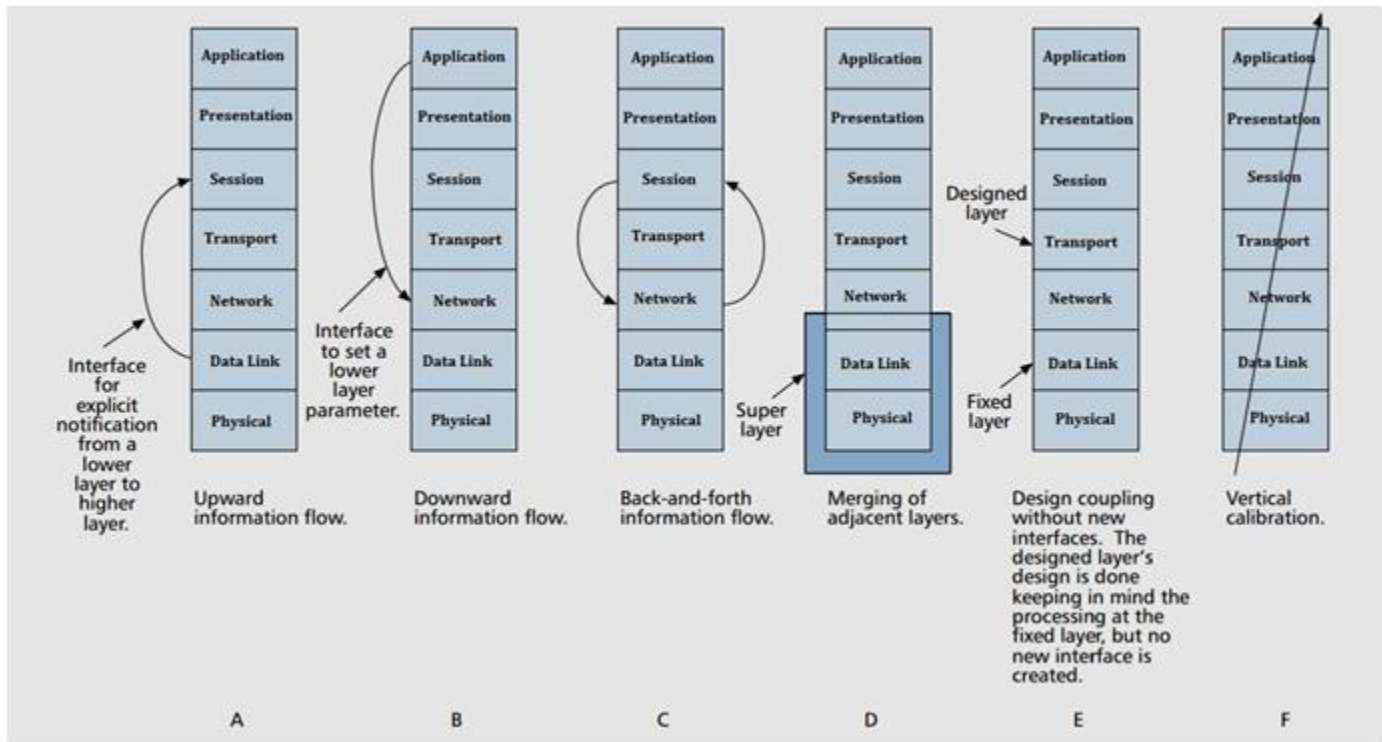 Application
Presentation
Session
Transport
Network
Data Link
Physical
Interface
for
explicit
notification
from a
lower
layer to
higher
layer.
Upward
information flow.
A
Application
Presentation
Session
Transport
Network
Data Link
Physical
Interface
to set a
lower
layer
parameter.
Downward
information flow.
B
Application
Presentation
Session
Transport
Network
Data Link
Physical
Back-and-forth
information flow.
C
Application
Presentation
Session
Transport
Network
Data Link
Physical
Super
layer
Merging of
adjacent layers.
D
Application
Presentation
Session
Transport
Network
Data Link
Physical
Designed
layer
Fixed
layer
Design coupling
without new
interfaces. The
designed layer's
design is done
keeping in mind the
processing at the
fixed layer, but no
new interface is
created.
E
Application
Presentation
Session
Transport
Network
Data Link
Physical
Vertical
calibration.
F